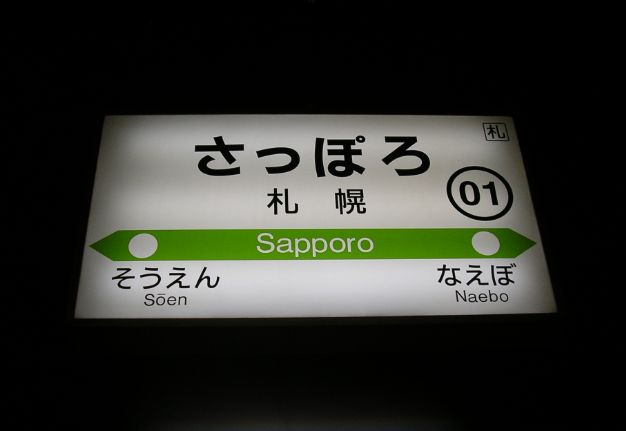 札
さっぽろ
札幌
01
Sapporo
そうえん
Sōen
なえぼ
Naebo